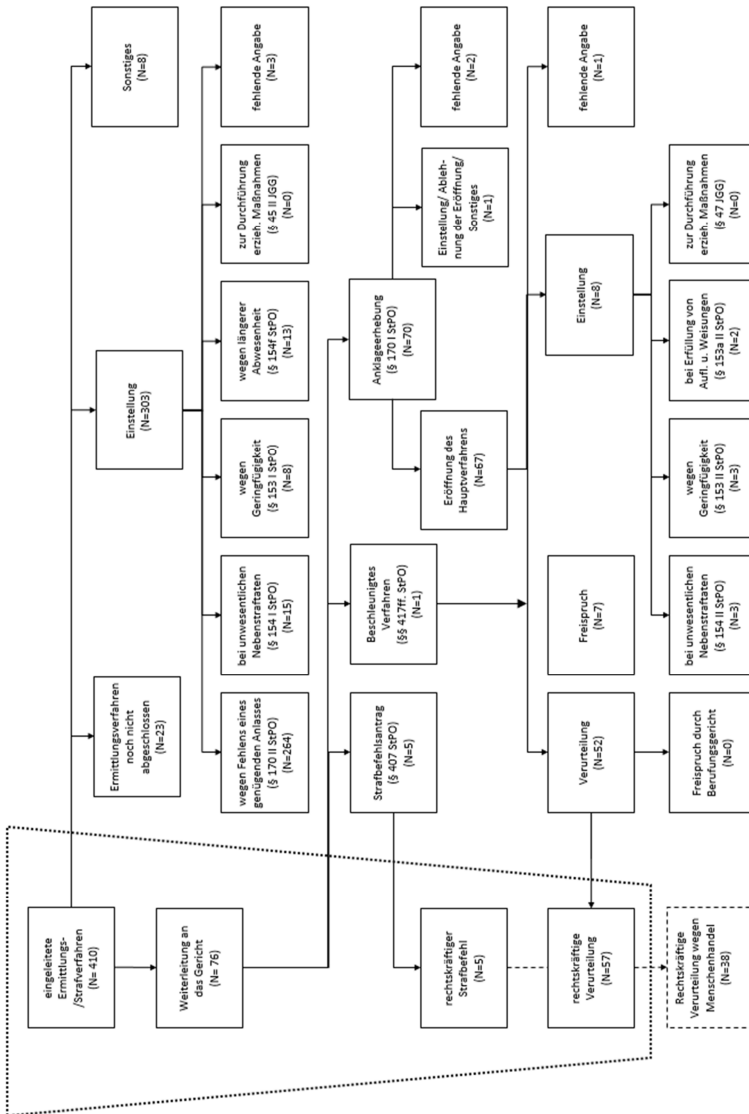 eingeleitete
Ermittlungs-
/Strafverfahren
(N= 410)
Ermittlungsverfahren
noch nicht
abgeschlossen
(N=23)
Einstellung
(N=303)
Sonstiges
(N=8)
Weiterleitung an
das Gericht
(N= 76)
wegen Fehlens eines
genügenden Anlasses
(§ 170 II StPO)
(N=264)
bei unwesentlichen
Nebenstraftaten
(§ 154 I StPO)
(N=15)
wegen
Geringfügigkeit
(§ 153 I StPO)
(N=8)
wegen längerer
Abwesenheit
(§ 154f StPO)
(N=13)
zur Durchführung
erzieh. Maßnahmen
(§ 45 II JGG)
(N=0)
fehlende Angabe
(N=3)
Strafbefehlsantrag
(§ 407 StPO)
(N=5)
Beschleunigtes
Verfahren
(§§ 417ff. StPO)
(N=1)
Anklageerhebung
(§ 170 I StPO)
(N=70)
rechtskräftiger
Strafbefehl
(N=5)
Eröffnung des
Hauptverfahrens
(N=67)
Einstellung/ Ableh-
nung der Eröffnung/
Sonstiges
(N=1)
fehlende Angabe
(N=2)
rechtskräftige
Verurteilung
(N=57)
Verurteilung
(N=52)
Freispruch
(N=7)
Einstellung
(N=8)
fehlende Angabe
(N=1)
Rechtskräftige
Verurteilung wegen
Menschenhandel
(N=38)
Freispruch durch
Berufungsgericht
(N=0)
bei unwesentlichen
Nebenstraftaten
(§ 154 II StPO)
(N=3)
wegen
Geringfügigkeit
(§ 153 II StPO)
(N=3)
bei Erfüllung von
Aufl. u. Weisungen
(§ 153a II StPO)
(N=2)
zur Durchführung
erzieh. Maßnahmen
(§ 47 JGG)
(N=0)